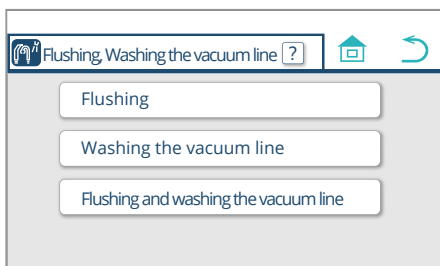 Flushing, Washing the vacuum line ?
Flushing
Washing the vacuum line
Flushing and washing the vacuum line